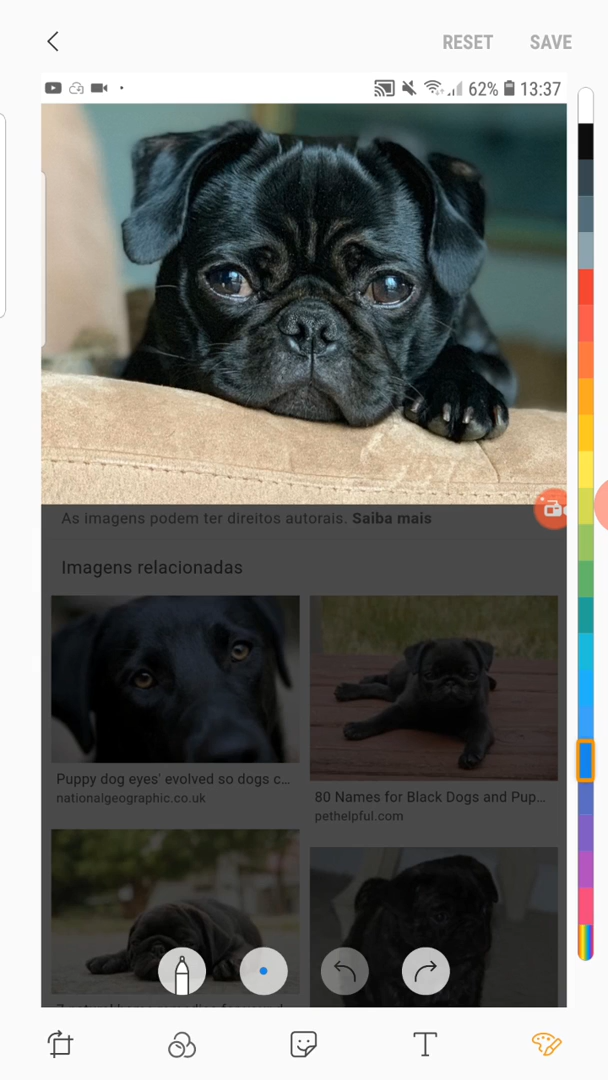 RESET SAVE
62% 13:37
As imagens podem ter direitos autorais. Saiba mais
Imagens relacionadas
Puppy dog eyes' evolved so dogs c...
nationalgeographic.co.uk
80 Names for Black Dogs and Pup...
pethelpful.com
T